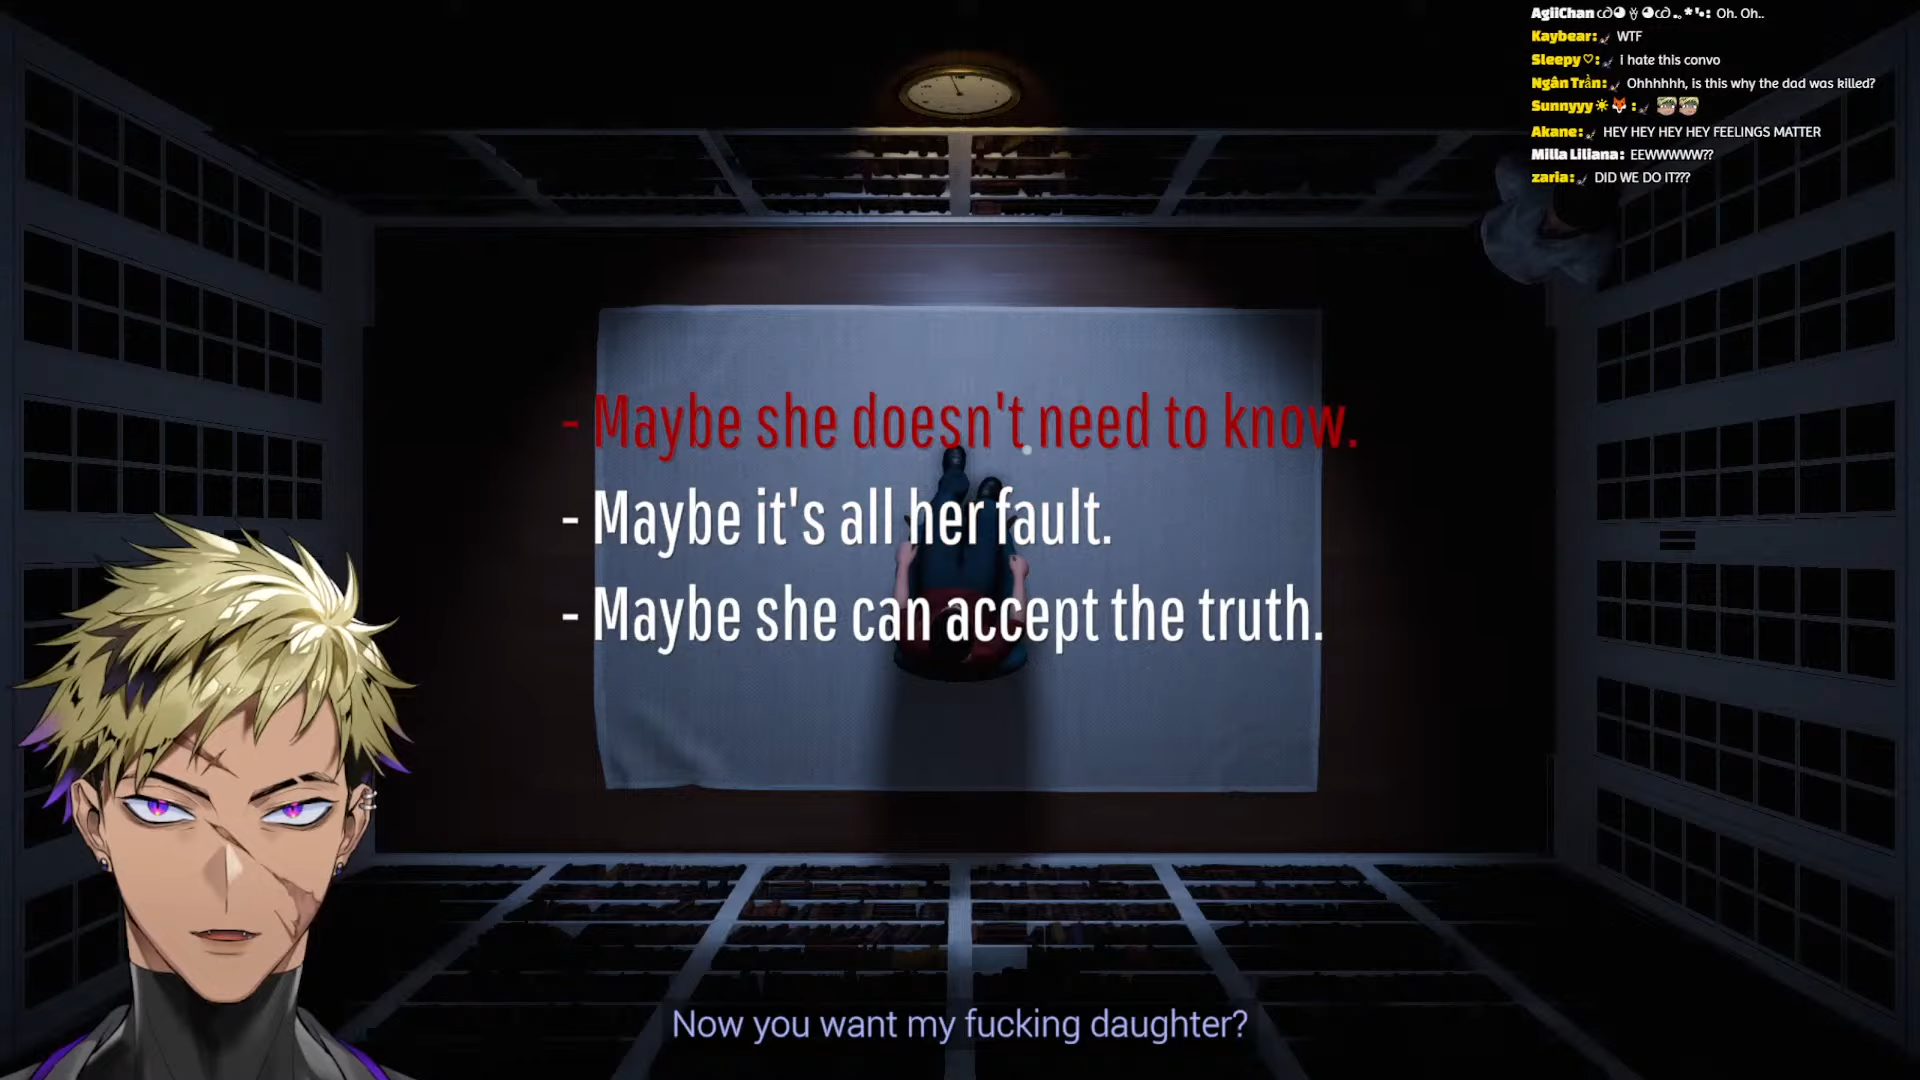 AgiiChan
Oh. Oh..
Kaybear: WTF
Sleepy♡: i hate this convo
Ngân Trần: Ohhhhhh, is this why the dad was killed?
Sunnyyy☀🦊:
Akane: HEY HEY HEY HEY FEELINGS MATTER
Milla Liliana: EEWWWWW??
zaria: DID WE DO IT???
- Maybe she doesn't need to know.
- Maybe it's all her fault.
- Maybe she can accept the truth.
Now you want my fucking daughter?